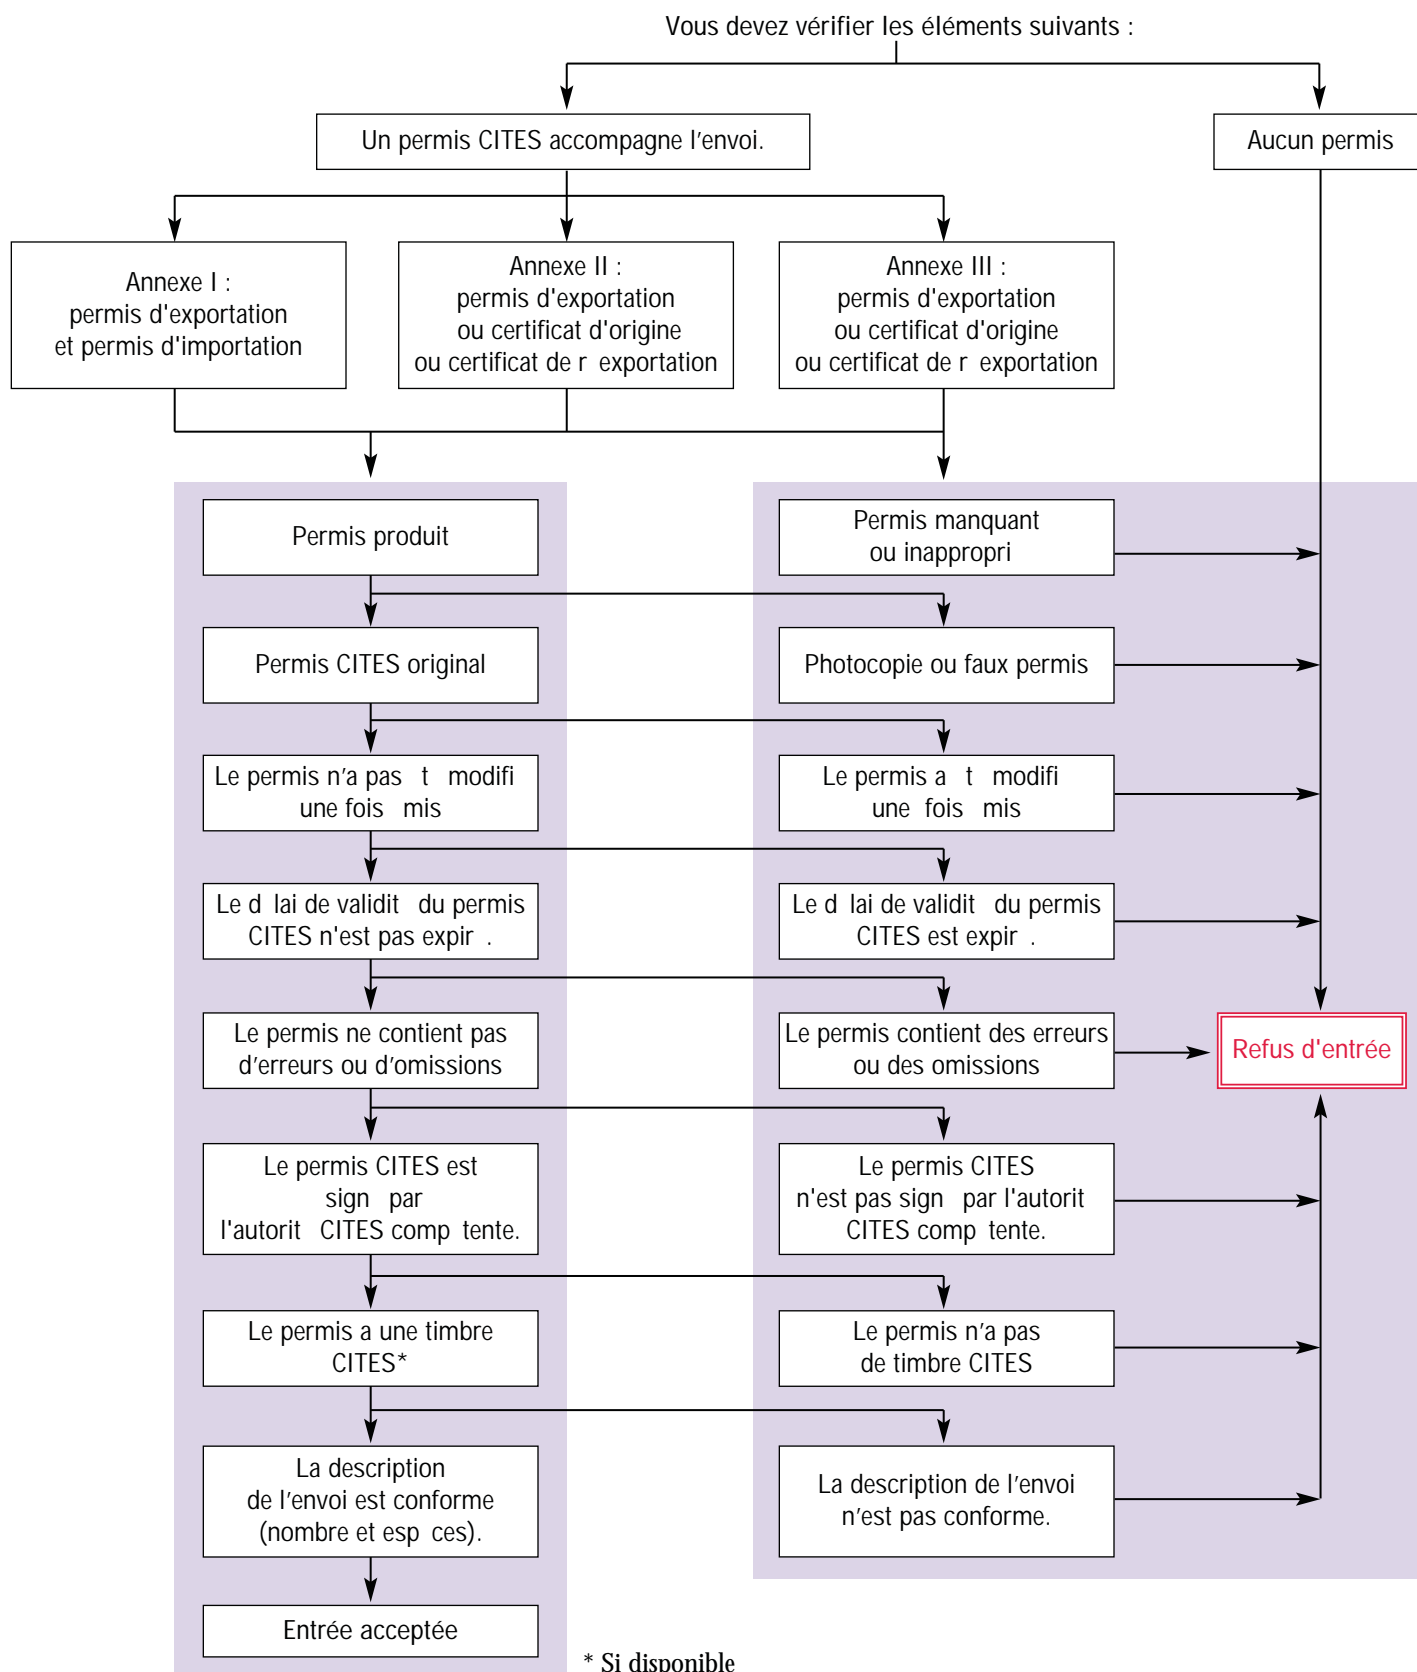 Vous devez vérifier les éléments suivants :
Un permis CITES accompagne l'envoi.
Aucun permis
Annexe I :
permis d'exportation
et permis d'importation
Annexe II :
permis d'exportation
ou certificat d'origine
ou certificat de r exportation
Annexe III :
permis d'exportation
ou certificat d'origine
ou certificat de r exportation
Permis produit
Permis manquant
ou inappropri
Permis CITES original
Photocopie ou faux permis
Le permis n'a pas t modifi
une fois mis
Le permis a t modifi
une fois mis
Le d lai de validit du permis
CITES n'est pas expir .
Le d lai de validit du permis
CITES est expir .
Le permis ne contient pas
d'erreurs ou d'omissions
Le permis contient des erreurs
ou des omissions
Refus d'entrée
Le permis CITES est
sign par
l'autorit CITES comp tente.
Le permis CITES
n'est pas sign par l'autorit
CITES comp tente.
Le permis a une timbre
CITES*
Le permis n'a pas
de timbre CITES
La description
de l'envoi est conforme
(nombre et esp ces).
La description de l'envoi
n'est pas conforme.
Entrée acceptée
* Si disponible